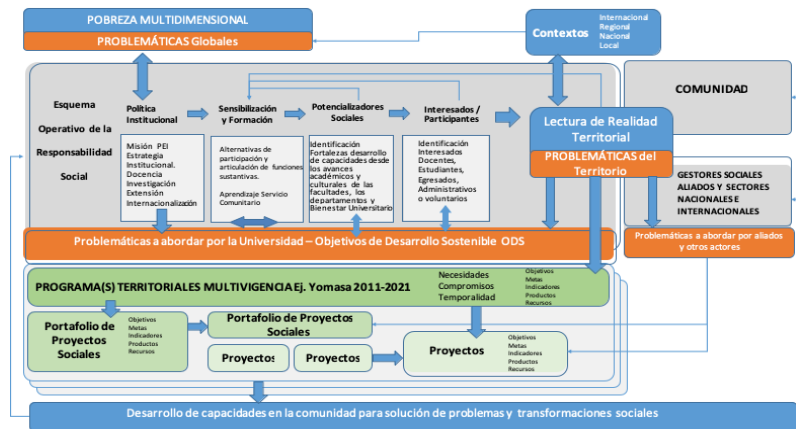 POBREZA MULTIDIMENSIONAL
PROBLEMÁTICAS Globales
Contextos
Internacional
Regional
Nacional
Local
Esquema
Operativo de la
Responsabilidad
Social
Política
Institucional
Sensibilización
y Formación
Potencializadores
Sociales
Interesados /
Participantes
Misión PEI
Estrategia
Institucional.
Docencia
Investigación
Extensión
Internacionalización
Alternativas de
participación y
articulación de funciones
sustantivas.
Aprendizaje Servicio
Comunitario
Identificación
Fortalezas desarrollo
de capacidades desde
los avances
académicos y
culturales de las
facultades, los
departamentos y
Bienestar Universitario
Identificación
Interesados
Docentes,
Estudiantes,
Egresados,
Administrativos
o voluntarios
Lectura de Realidad
Territorial
PROBLEMÁTICAS del
Territorio
COMUNIDAD
GESTORES SOCIALES
ALIADOS Y SECTORES
NACIONALES E
INTERNACIONALES
Problemáticas a abordar por la Universidad – Objetivos de Desarrollo Sostenible ODS
Problemáticas a abordar por aliados
y otros actores
PROGRAMA(S) TERRITORIALES MULTIVIGENCIA Ej. Yomasa 2011-2021
Necesidades
Compromisos
Temporalidad
Objetivos
Metas
Indicadores
Productos
Recursos
Portafolio de
Proyectos
Sociales
Objetivos
Metas
Indicadores
Productos
Recursos
Portafolio de Proyectos
Sociales
Proyectos
Proyectos
Proyectos
Objetivos
Metas
Indicadores
Productos
Recursos
Desarrollo de capacidades en la comunidad para solución de problemas y transformaciones sociales